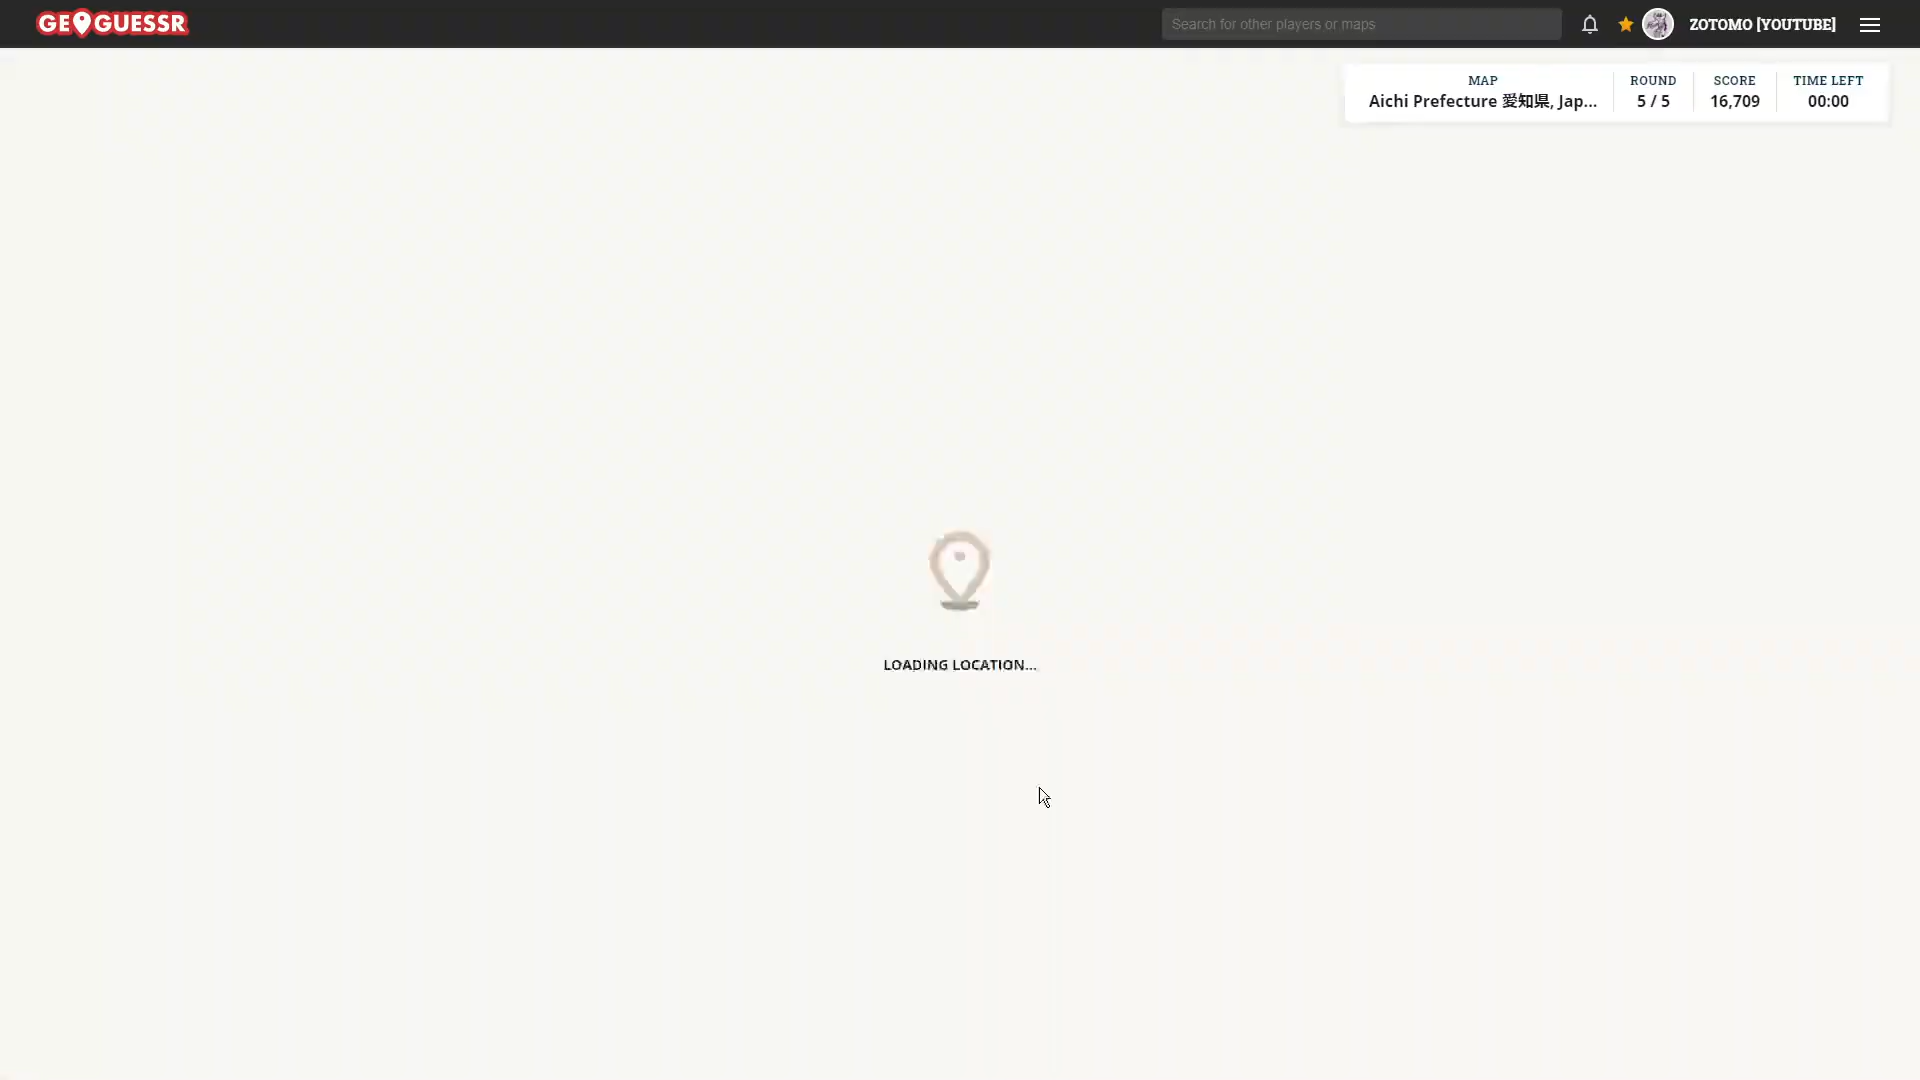 GEOGUESSR
Search for other players or maps
ZOTOMO [YOUTUBE]
MAP
Aichi Prefecture 愛知県, Jap...
ROUND
5 / 5
SCORE
16,709
TIME LEFT
00:00
LOADING LOCATION...